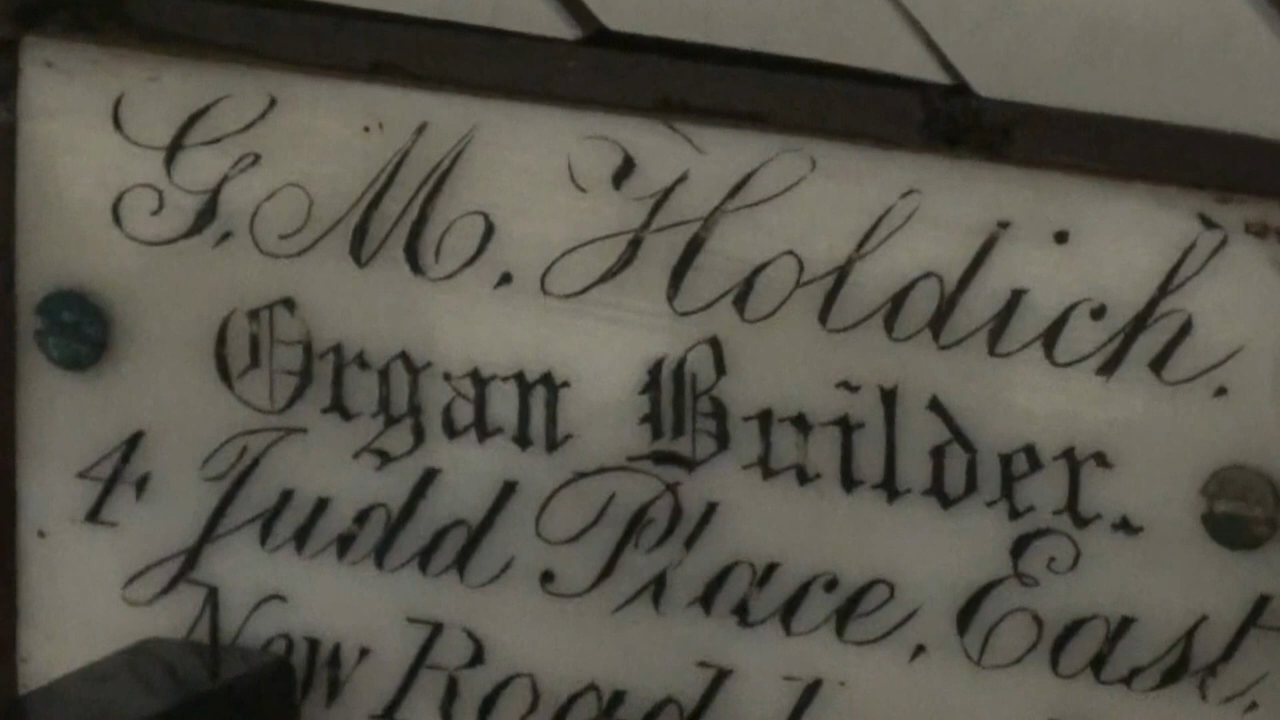 G. M. Holdich.
Organ Builder.
4 Judd Place, East,
New Road